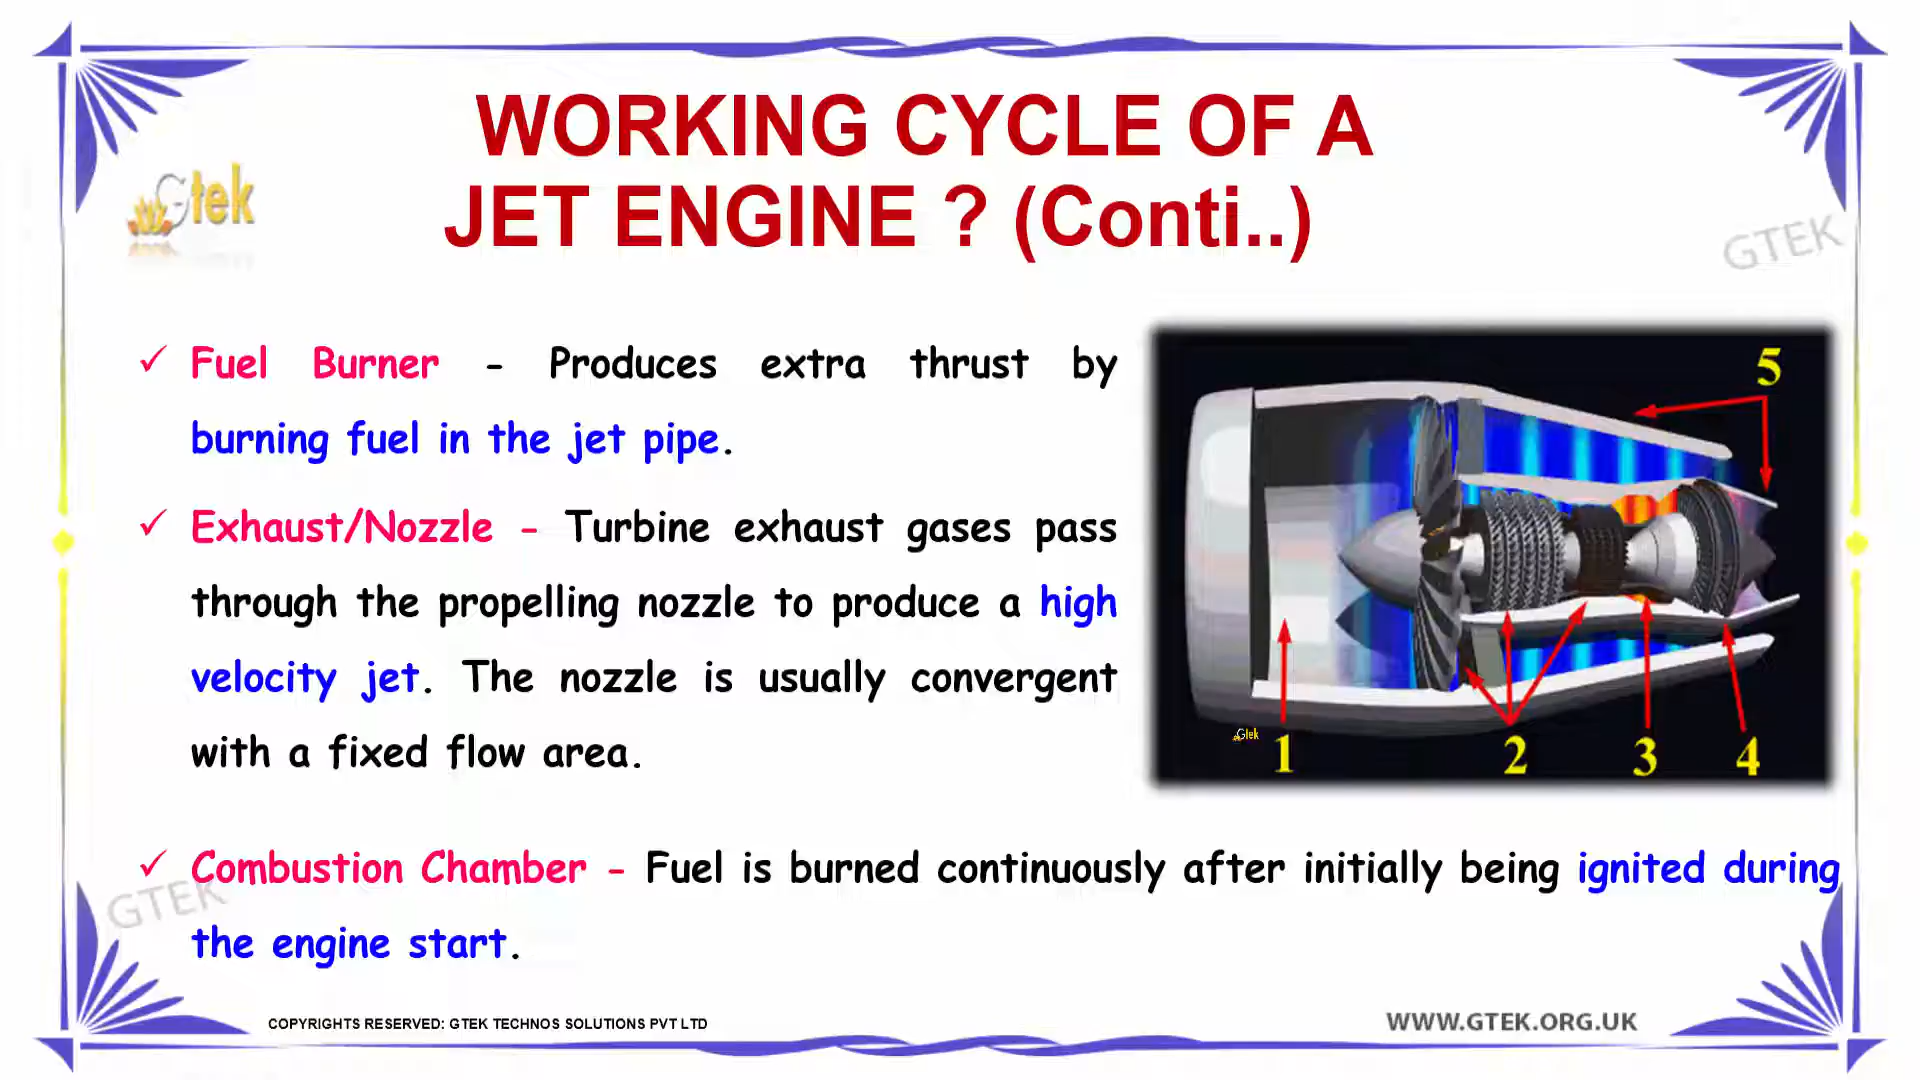 WORKING CYCLE OF A
JET ENGINE ? (Conti..)
Gtek
GTEK
✓ Fuel Burner - Produces extra thrust by
burning fuel in the jet pipe.
✓ Exhaust/Nozzle - Turbine exhaust gases pass
through the propelling nozzle to produce a high
velocity jet. The nozzle is usually convergent
with a fixed flow area.
5
Gtek
1 2 3 4
✓ Combustion Chamber - Fuel is burned continuously after initially being ignited during
the engine start.
GTEK
COPYRIGHTS RESERVED: GTEK TECHNOS SOLUTIONS PVT LTD
WWW.GTEK.ORG.UK